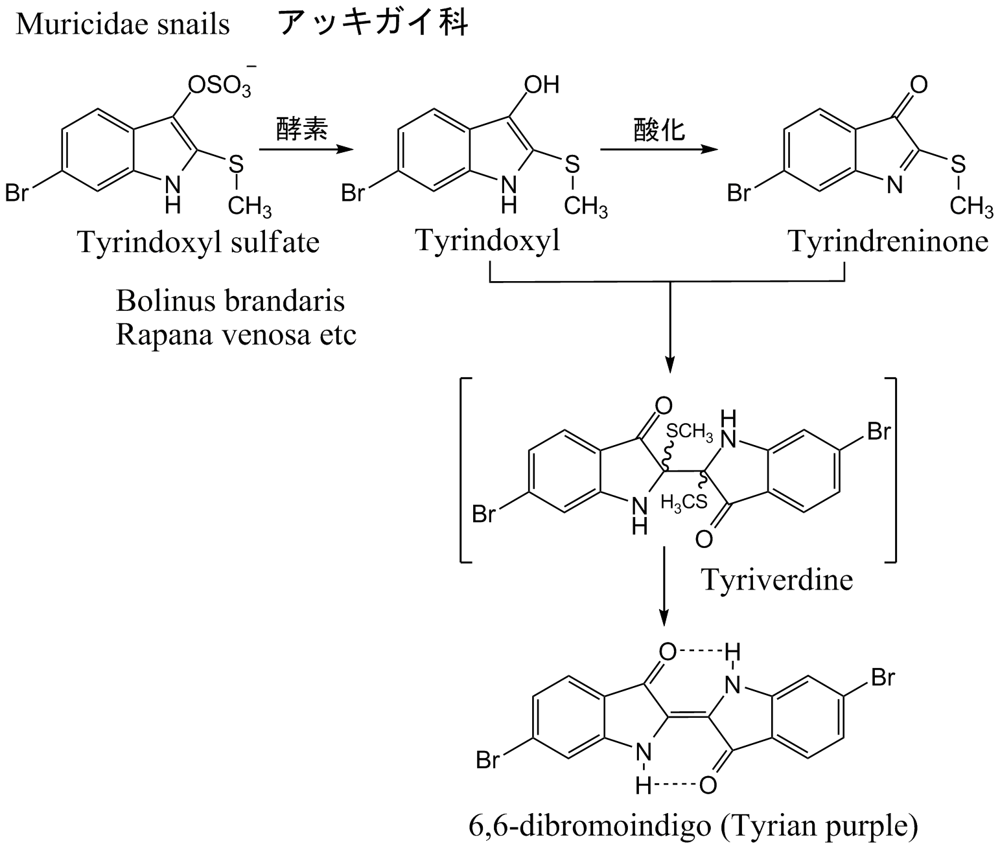 Muricidae snails アッキガイ科
OSO3−
Br
N
H
S
CH3
酵素
OH
Br
N
H
S
CH3
酸化
O
Br
N
S
CH3
Tyrindoxyl sulfate
Tyrindoxyl
Tyrindreninone
Bolinus brandaris
Rapana venosa etc
O
SCH3
H
N
Br
Br
N
H
H3CS
O
Tyriverdine
O
H
N
Br
Br
N
H
O
6,6-dibromoindigo (Tyrian purple)